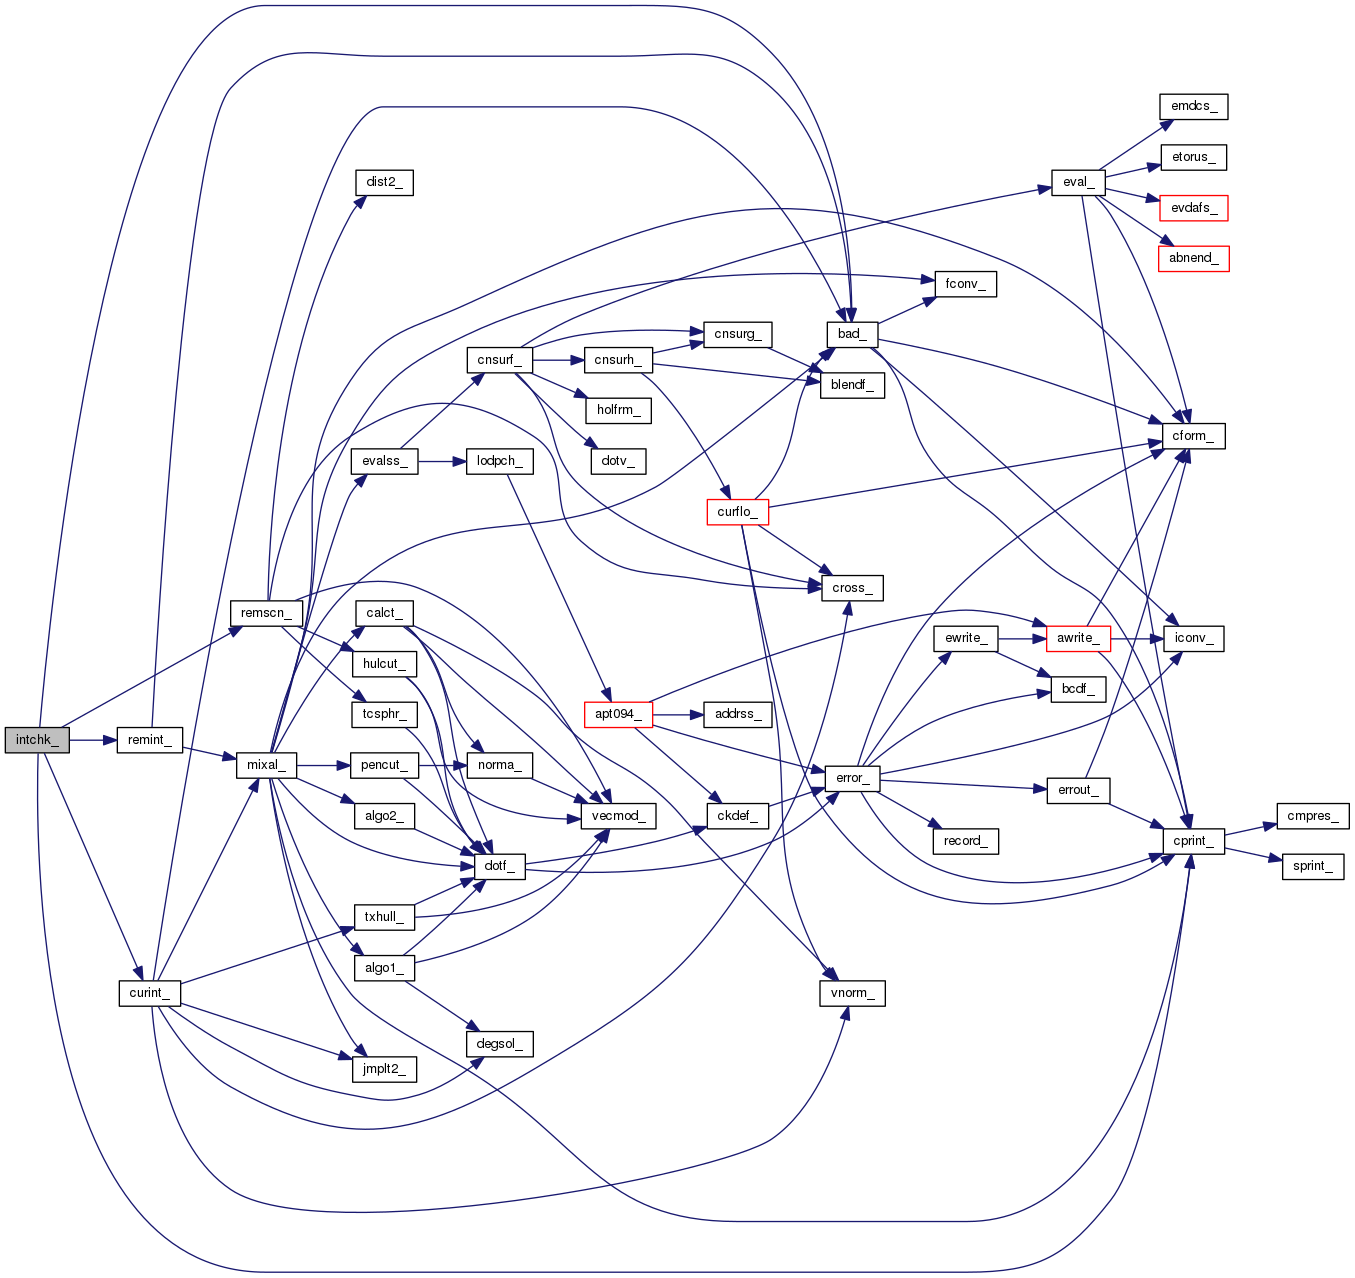 emdcs_
etorus_
dist2_
eval_
evdafs_
abnend_
fconv_
cnsurg_
bad_
cnsurf_
cnsurh_
blendf_
holfrm_
cform_
evalss_
lodpch_
dotv_
curflo_
cross_
remscn_
calct_
ewrite_
awrite_
iconv_
hulcut_
bcdf_
tcsphr_
apt094_
addrss_
intchk_
remint_
mixal_
pencut_
norma_
error_
errout_
algo2_
vecmod_
ckdef_
cmpres_
record_
cprint_
dotf_
sprint_
txhull_
algo1_
curint_
vnorm_
degsol_
jmplt2_